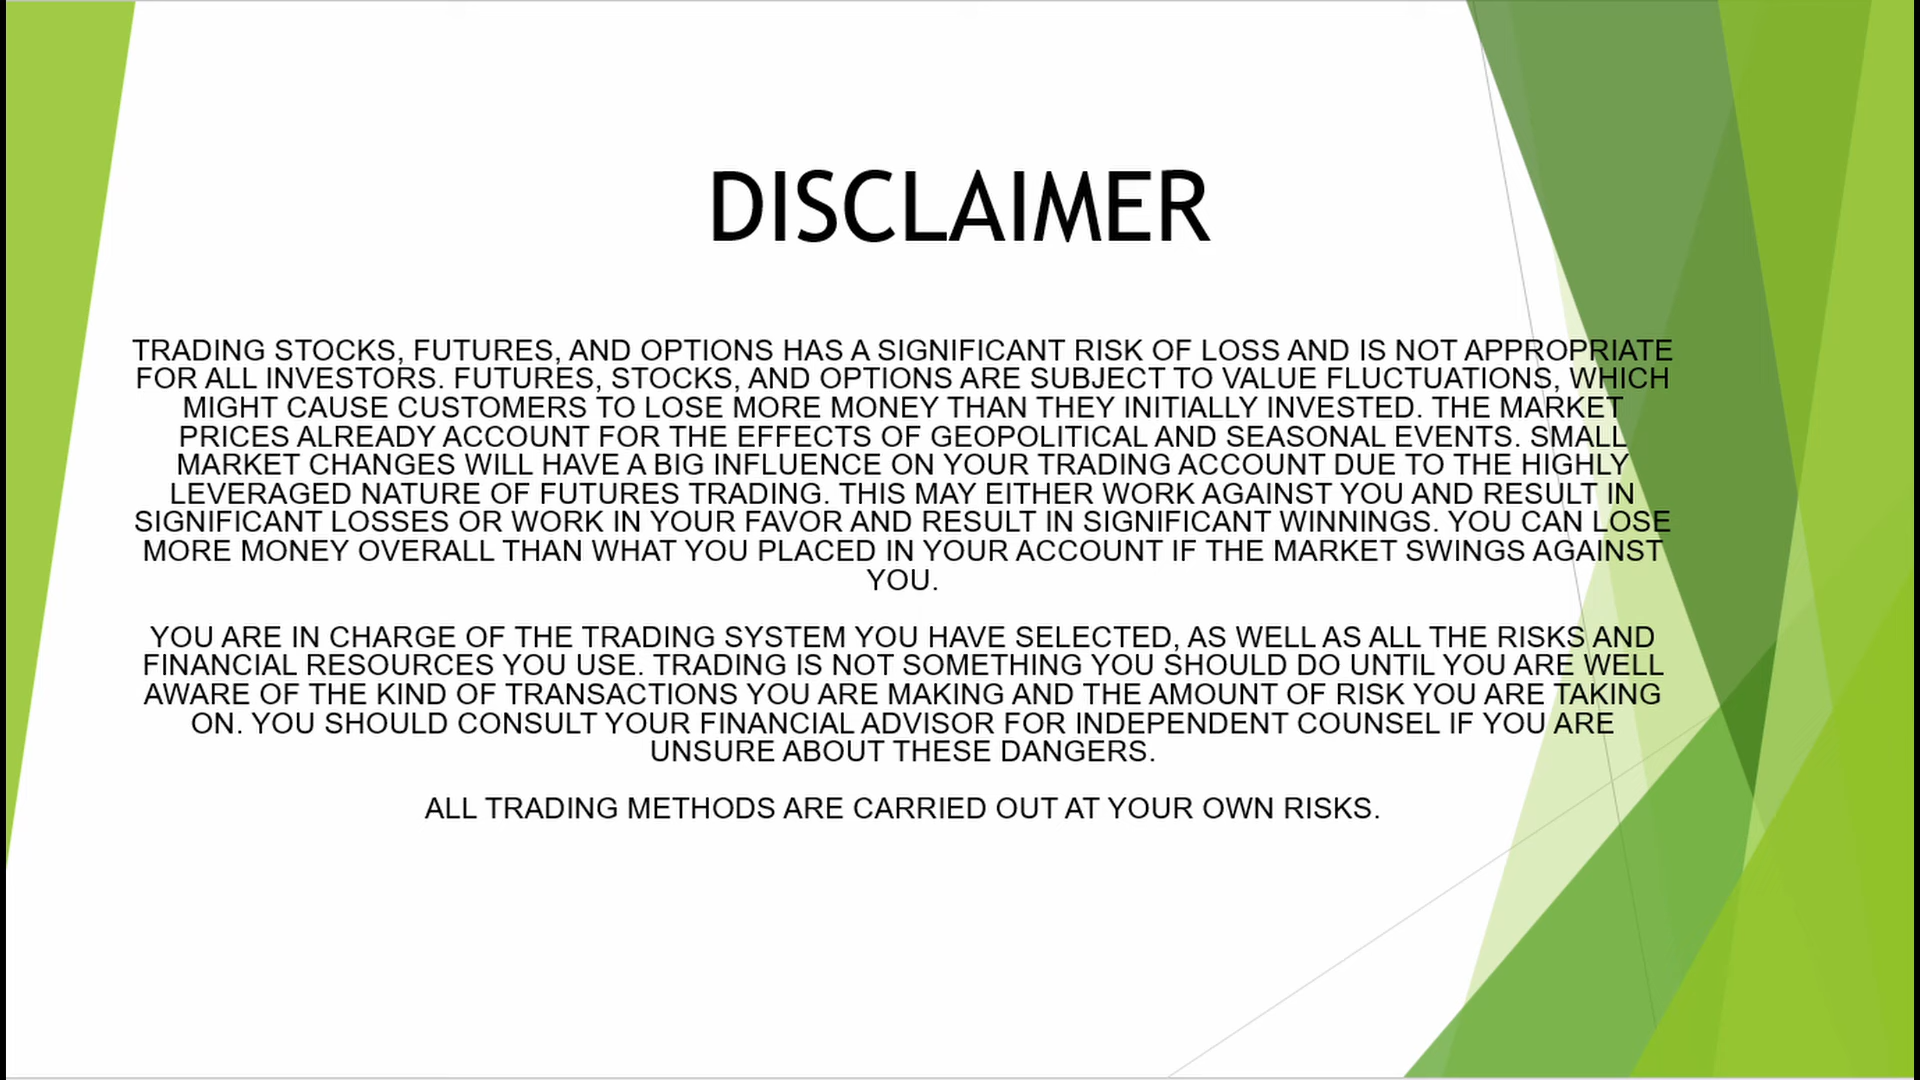 DISCLAIMER
TRADING STOCKS, FUTURES, AND OPTIONS HAS A SIGNIFICANT RISK OF LOSS AND IS NOT APPROPRIATE
FOR ALL INVESTORS. FUTURES, STOCKS, AND OPTIONS ARE SUBJECT TO VALUE FLUCTUATIONS, WHICH
MIGHT CAUSE CUSTOMERS TO LOSE MORE MONEY THAN THEY INITIALLY INVESTED. THE MARKET
PRICES ALREADY ACCOUNT FOR THE EFFECTS OF GEOPOLITICAL AND SEASONAL EVENTS. SMALL
MARKET CHANGES WILL HAVE A BIG INFLUENCE ON YOUR TRADING ACCOUNT DUE TO THE HIGHLY
LEVERAGED NATURE OF FUTURES TRADING. THIS MAY EITHER WORK AGAINST YOU AND RESULT IN
SIGNIFICANT LOSSES OR WORK IN YOUR FAVOR AND RESULT IN SIGNIFICANT WINNINGS. YOU CAN LOSE
MORE MONEY OVERALL THAN WHAT YOU PLACED IN YOUR ACCOUNT IF THE MARKET SWINGS AGAINST
YOU.
YOU ARE IN CHARGE OF THE TRADING SYSTEM YOU HAVE SELECTED, AS WELL AS ALL THE RISKS AND
FINANCIAL RESOURCES YOU USE. TRADING IS NOT SOMETHING YOU SHOULD DO UNTIL YOU ARE WELL
AWARE OF THE KIND OF TRANSACTIONS YOU ARE MAKING AND THE AMOUNT OF RISK YOU ARE TAKING
ON. YOU SHOULD CONSULT YOUR FINANCIAL ADVISOR FOR INDEPENDENT COUNSEL IF YOU ARE
UNSURE ABOUT THESE DANGERS.
ALL TRADING METHODS ARE CARRIED OUT AT YOUR OWN RISKS.